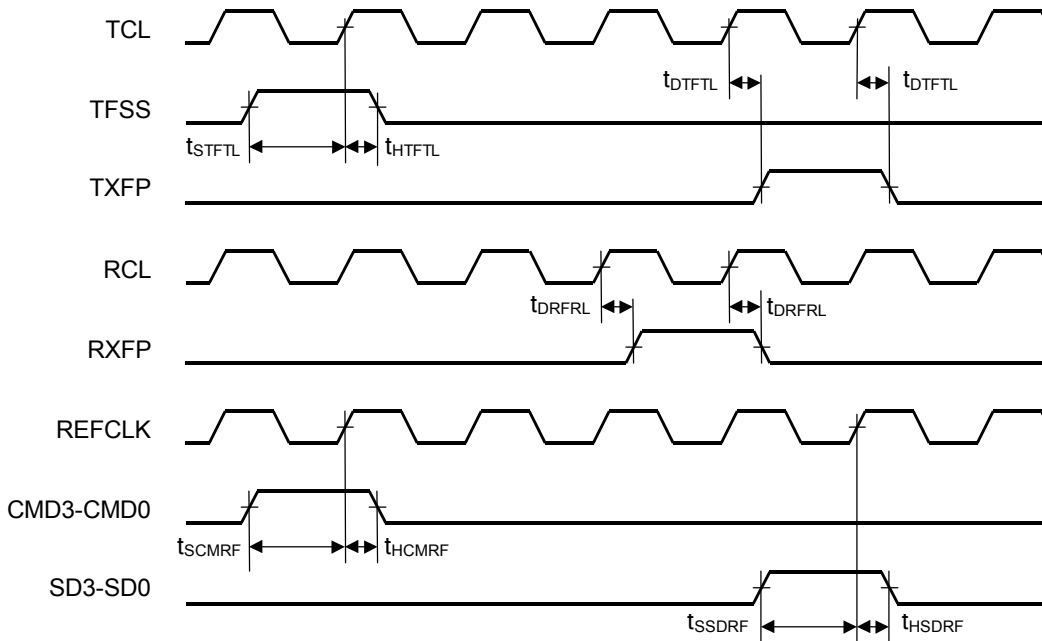 TCL
tDTFTL
tDTFTL
TFSS
tSTFTL
tHTFTL
TXFP
RCL
tDRFRL
tDRFRL
RXFP
REFCLK
CMD3-CMD0
tSCMRF
tHCMRF
SD3-SD0
tSSDRF
tHSDRF